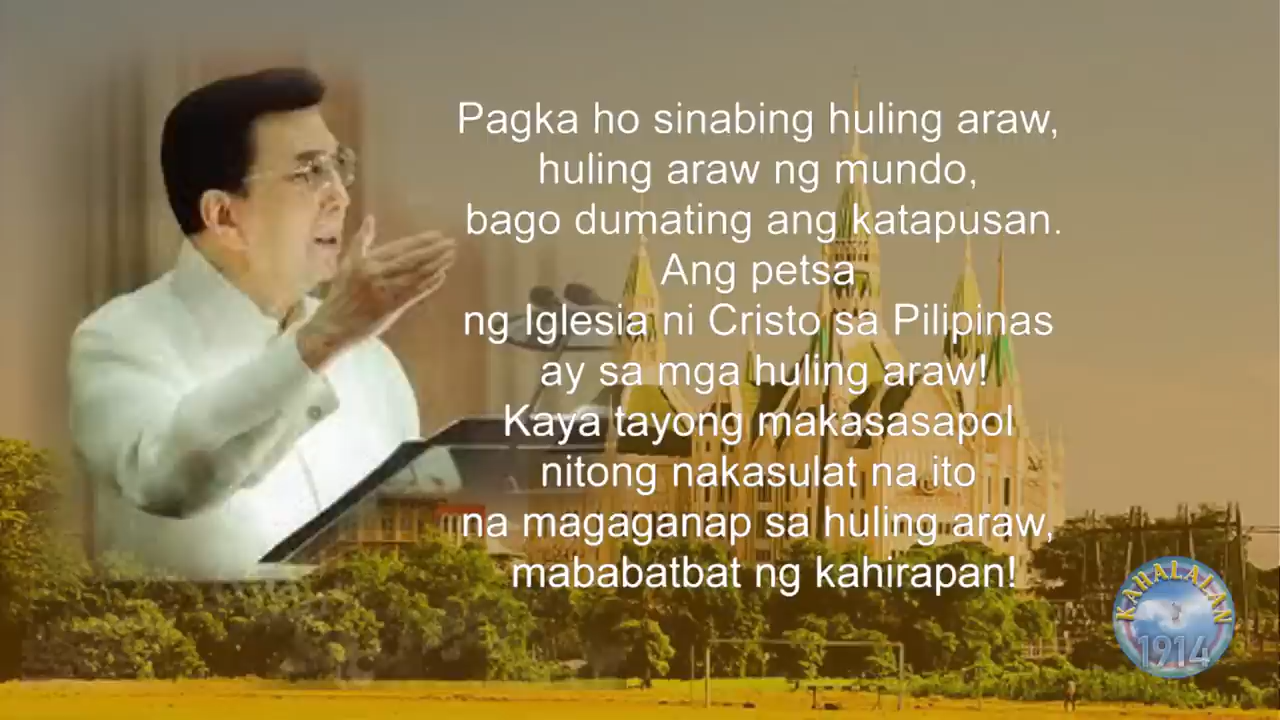 Pagka ho sinabing huling araw,
huling araw ng mundo,
bago dumating ang katapusan.
Ang petsa
ng Iglesia ni Cristo sa Pilipinas
ay sa mga huling araw!
Kaya tayong makasasapol
nitong nakasulat na ito
na magaganap sa huling araw,
mababatbat ng kahirapan!
KAHALALAN
1914